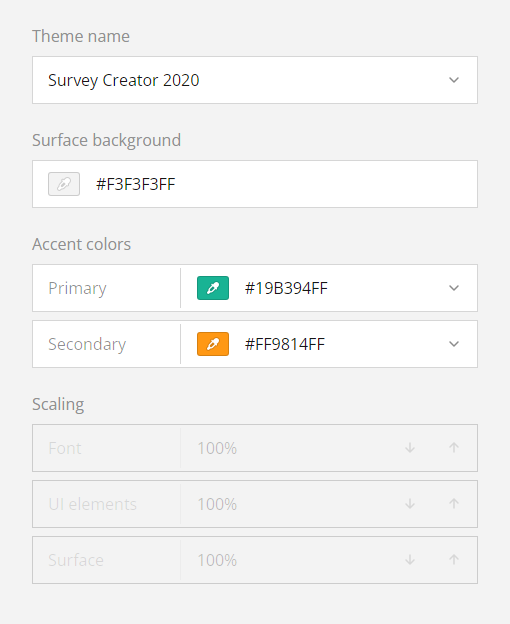 Theme name
Survey Creator 2020
Surface background
#F3F3F3FF
Accent colors
Primary #19B394FF
Secondary #FF9814FF
Scaling
Font 100%
UI elements 100%
Surface 100%